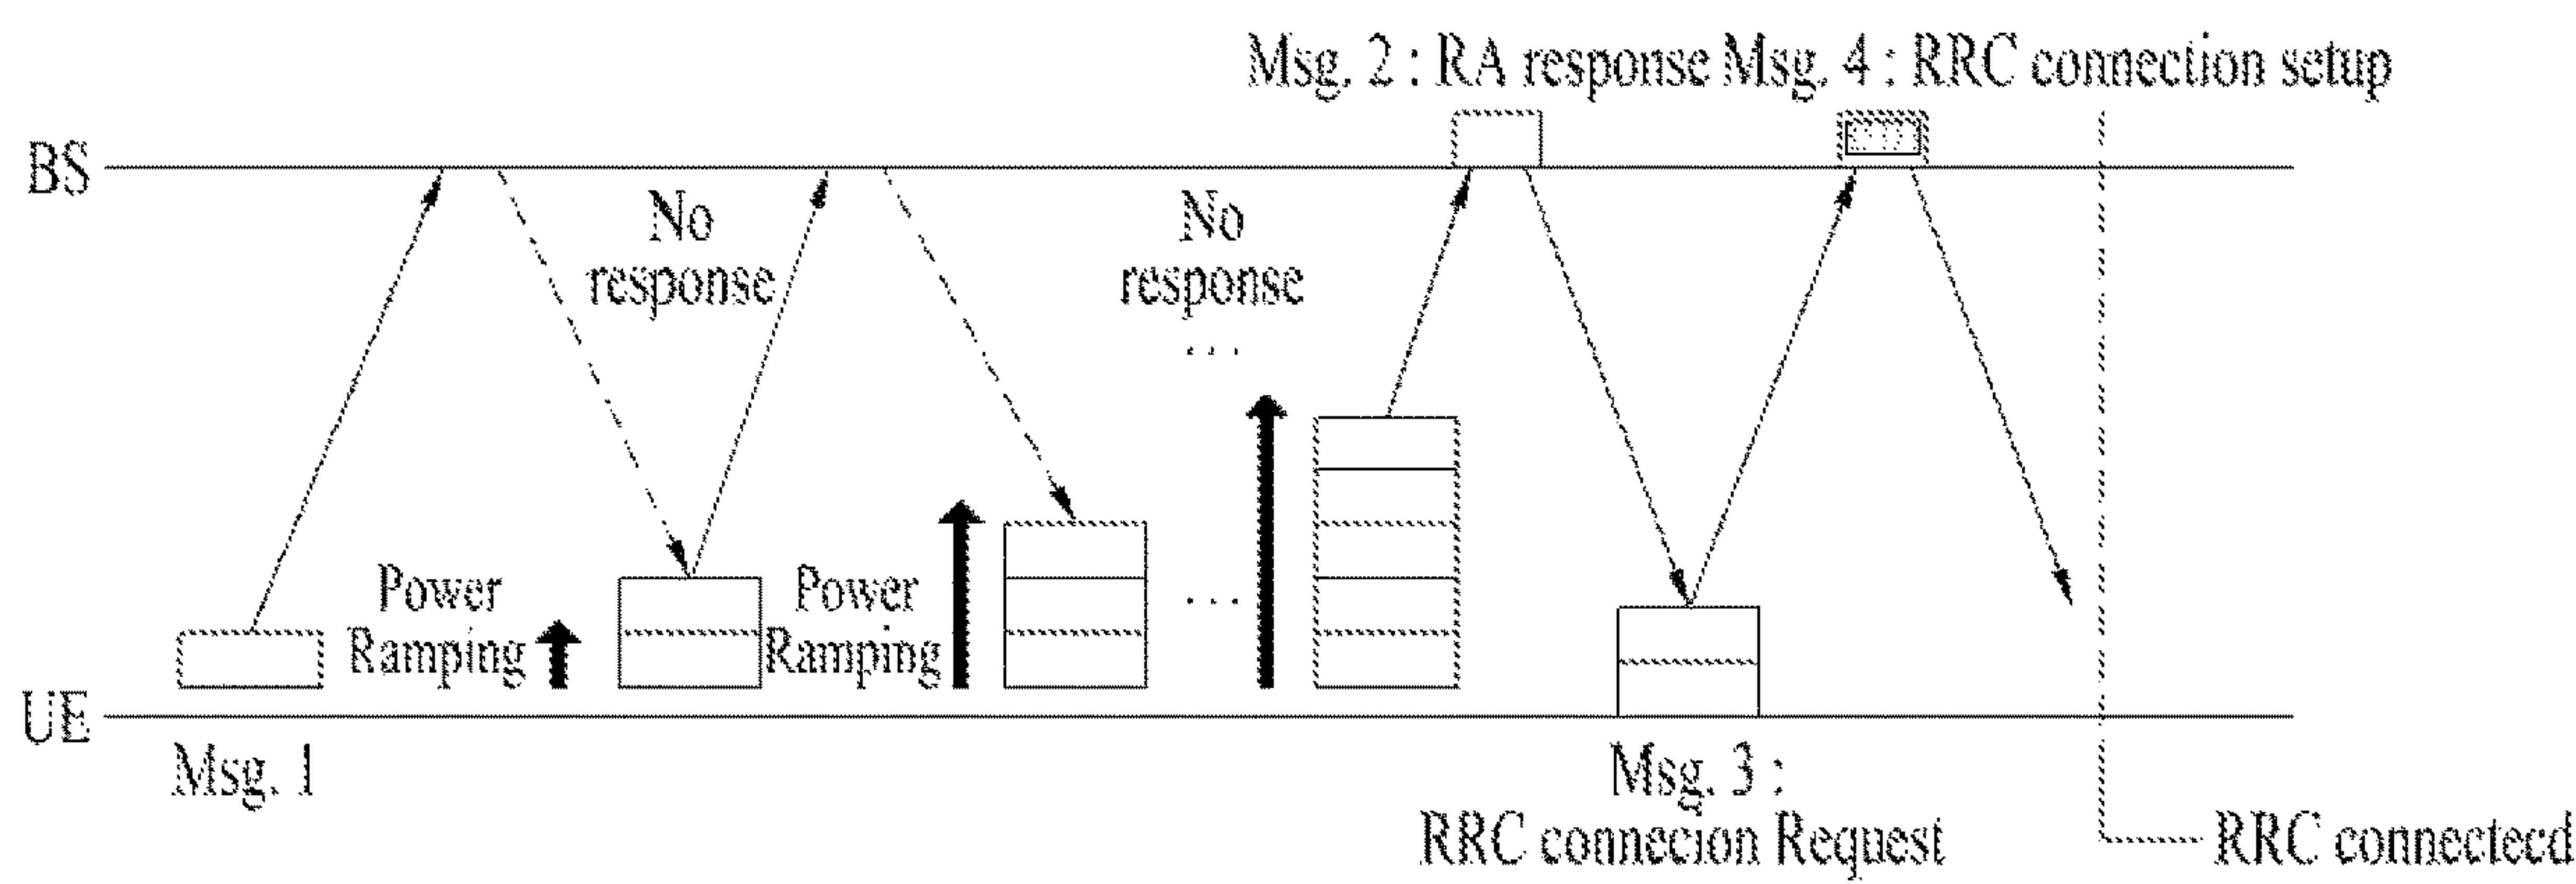 Msg. 2 : RA response Msg. 4 : RRC connection setup
BS
No
response
No
response
...
Power
Ramping
Power
Ramping
...
UE
Msg. 1
Msg. 3 :
RRC connecion Request
RRC connectecd